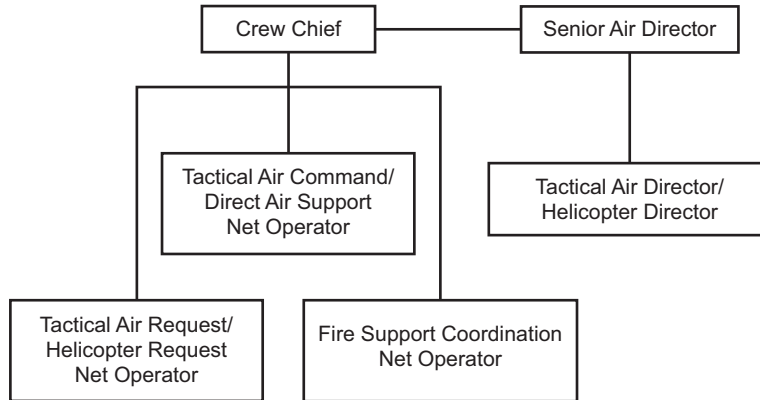 Crew Chief
Senior Air Director
Tactical Air Command/
Direct Air Support
Net Operator
Tactical Air Director/
Helicopter Director
Tactical Air Request/
Helicopter Request
Net Operator
Fire Support Coordination
Net Operator